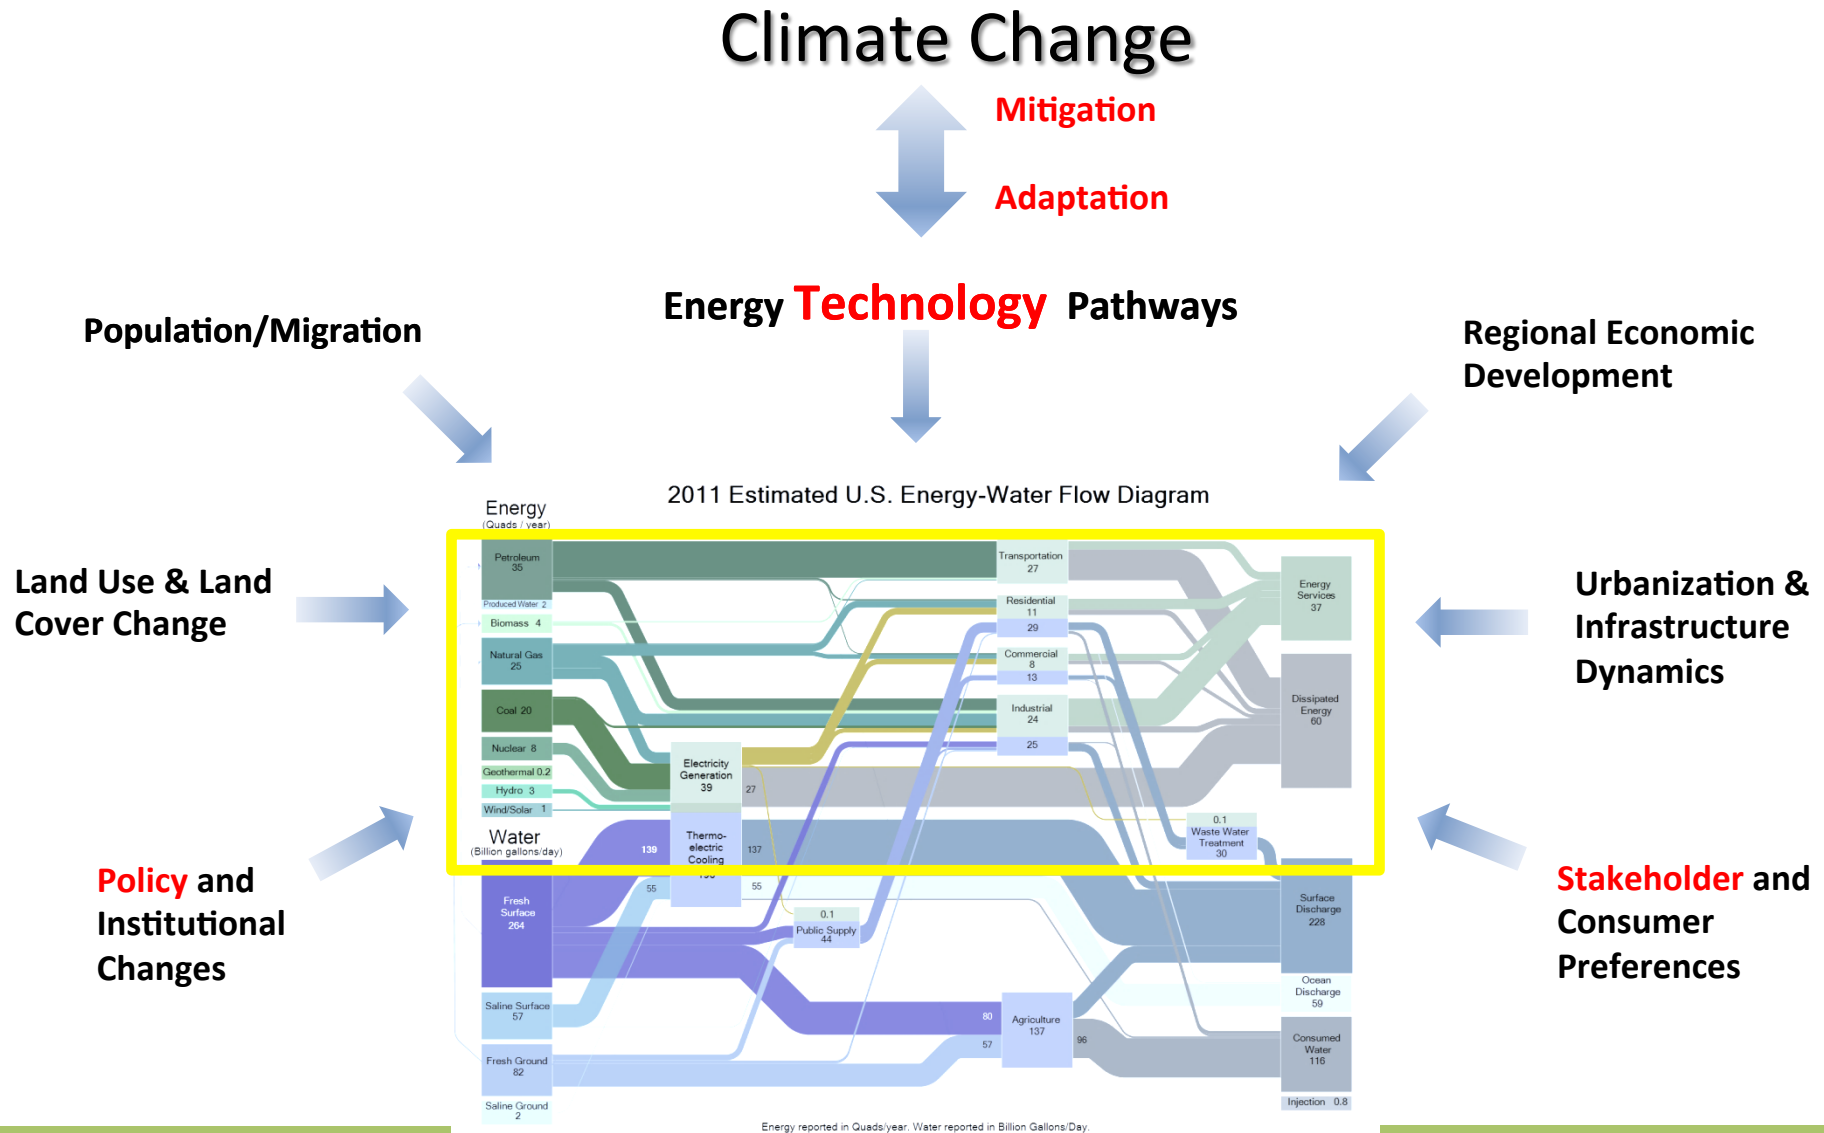 Climate Change
Mitigation
Adaptation
Energy Technology Pathways
Population/Migration
Regional Economic
Development
Land Use & Land
Cover Change
Urbanization &
Infrastructure
Dynamics
Policy and
Institutional
Changes
Stakeholder and
Consumer
Preferences
2011 Estimated U.S. Energy-Water Flow Diagram
Energy
(Quads / year)
Petroleum
35
Produced Water 2
Biomass 4
Natural Gas
25
Coal 20
Nuclear 8
Geothermal 0.2
Hydro 3
Wind/Solar 1
Water
(Billion gallons/day)
Fresh
Surface
264
Saline Surface
57
Fresh Ground
82
Saline Ground
2
Electricity
Generation
39
27
Thermo-
electric
Cooling
139
137
55
55
0.1
Public Supply
44
Transportation
27
Residential
11
29
Commercial
8
13
Industrial
24
25
80
57
Agriculture
137
96
0.1
Waste Water
Treatment
30
Energy
Services
37
Dissipated
Energy
60
Surface
Discharge
228
Ocean
Discharge
59
Consumed
Water
116
Injection 0.8
Energy reported in Quads/year. Water reported in Billion Gallons/Day.